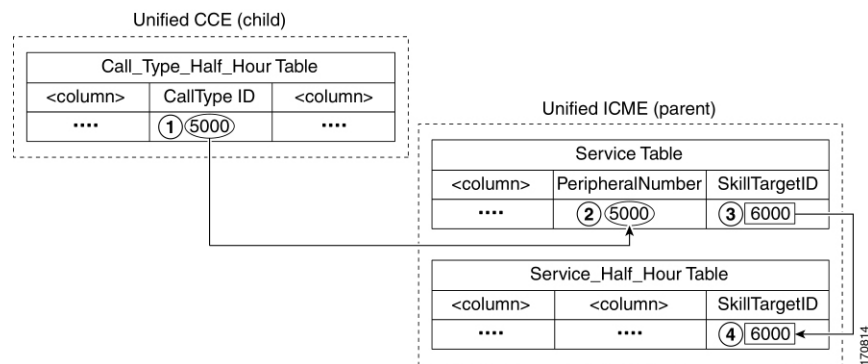 Unified CCE (child)
Call_Type_Half_Hour Table
<column> CallType ID <column>
.... 1 5000 ....
Unified ICME (parent)
Service Table
<column> PeripheralNumber SkillTargetID
.... 2 5000 3 6000
Service_Half_Hour Table
<column> <column> SkillTargetID
.... .... 4 6000
170814